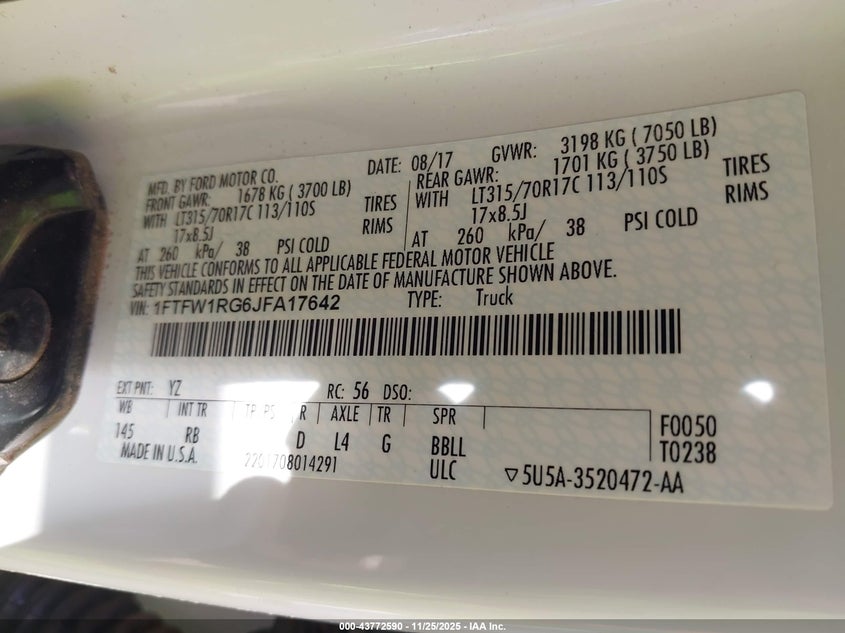 MFD. BY FORD MOTOR CO. DATE: 08/17 GVWR: 3198 KG ( 7050 LB)
FRONT GAWR: 1678 KG ( 3700 LB) REAR GAWR: 1701 KG ( 3750 LB)
WITH LT315/70R17C 113/110S TIRES WITH LT315/70R17C 113/110S TIRES
17x8.5J RIMS 17x8.5J RIMS
AT 260 kPa/ 38 PSI COLD AT 260 kPa/ 38 PSI COLD
THIS VEHICLE CONFORMS TO ALL APPLICABLE FEDERAL MOTOR VEHICLE
SAFETY STANDARDS IN EFFECT ON THE DATE OF MANUFACTURE SHOWN ABOVE.
VIN: 1FTFW1RG6JFA17642 TYPE: Truck
EXT PNT: YZ RC: 56 DSO:
WB INT TR TP PS R AXLE TR SPR
145 RB D L4 G BBLL F0050
MADE IN U.S.A. 2201708014291 ULC T0238
▽5U5A-3520472-AA
000-43772590 - 11/25/2025 - IAA Inc.